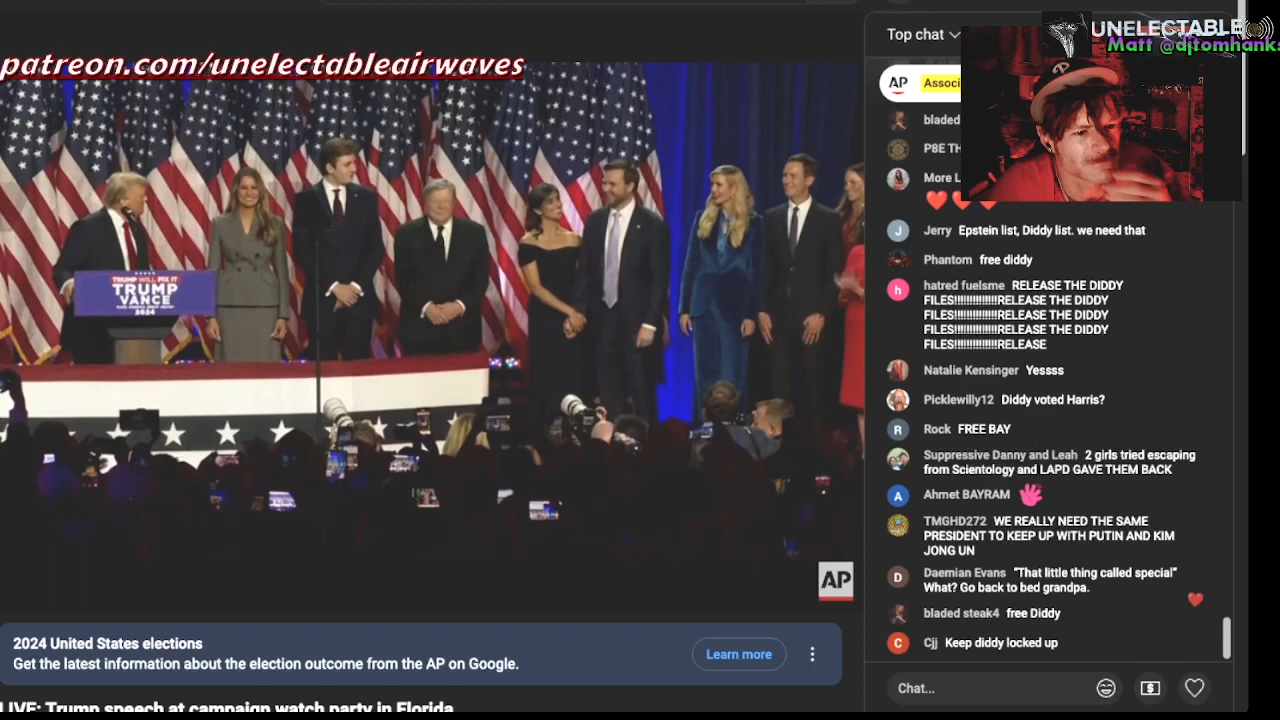 patreon.com/unelectableairwaves
UNELECTABLE
Matt @djtomhanks
Top chat
AP Associ
bladed
P8E TH
More L
Jerry Epstein list, Diddy list. we need that
Phantom free diddy
hatred fuelsme RELEASE THE DIDDY
FILES!!!!!!!!!!!!!!RELEASE THE DIDDY
FILES!!!!!!!!!!!!!!RELEASE THE DIDDY
FILES!!!!!!!!!!!!!!RELEASE THE DIDDY
FILES!!!!!!!!!!!!!!RELEASE
Natalie Kensinger Yessss
Picklewilly12 Diddy voted Harris?
Rock FREE BAY
Suppressive Danny and Leah 2 girls tried escaping
from Scientology and LAPD GAVE THEM BACK
Ahmet BAYRAM
TMGHD272 WE REALLY NEED THE SAME
PRESIDENT TO KEEP UP WITH PUTIN AND KIM
JONG UN
Daemian Evans “That little thing called special”
What? Go back to bed grandpa.
bladed steak4 free Diddy
Cjj Keep diddy locked up
Chat...
TRUMP WILL FIX IT
TRUMP
VANCE
MAKE AMERICA GREAT AGAIN
2024
AP
2024 United States elections
Get the latest information about the election outcome from the AP on Google.
Learn more
LIVE: Trump speech at campaign watch party in Florida